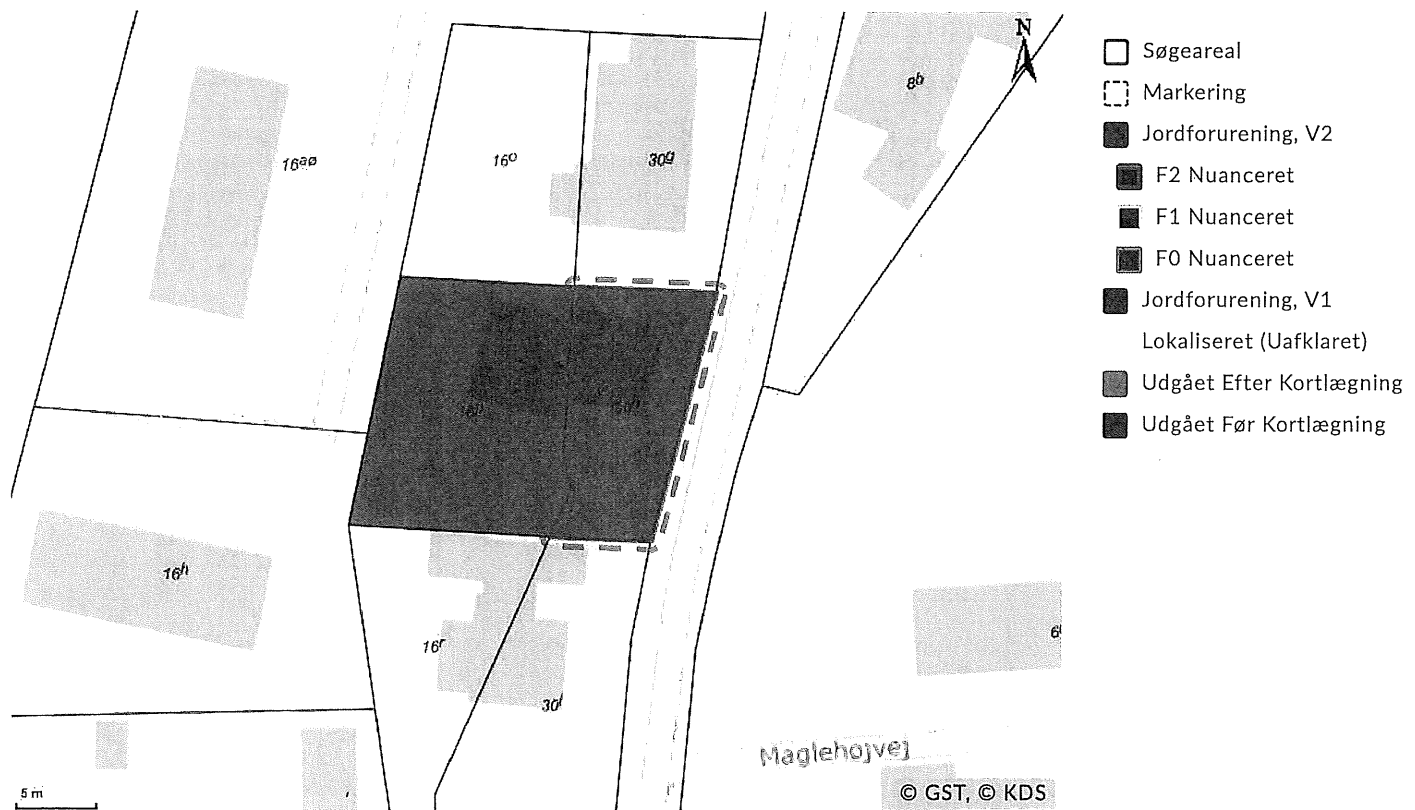 N
8b
16aø
16o
30g
16h
16r
30l
6l
Maglehøjvej
5 m
© GST, © KDS
Søgeareal
Markering
Jordforurening, V2
F2 Nuanceret
F1 Nuanceret
F0 Nuanceret
Jordforurening, V1
Lokaliseret (Uafklaret)
Udgået Efter Kortlægning
Udgået Før Kortlægning